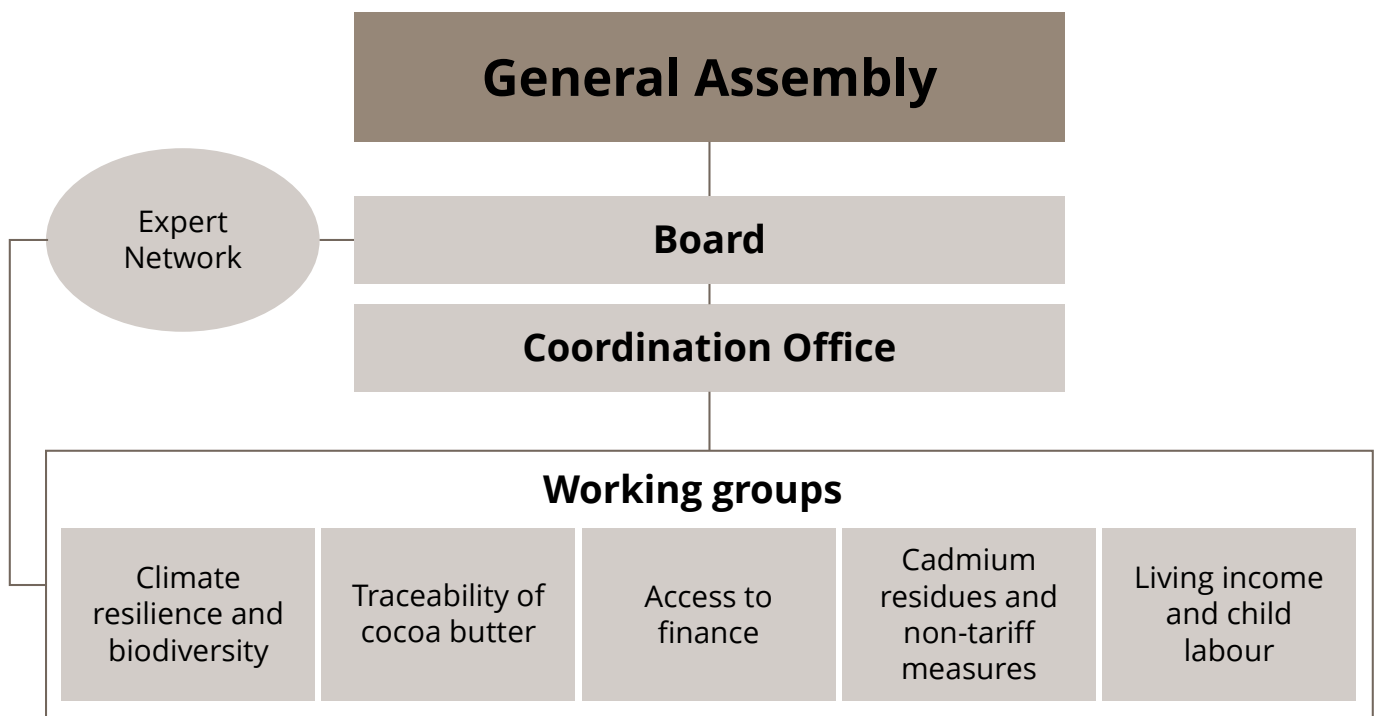 General Assembly
Expert
Network
Board
Coordination Office
Working groups
Climate
resilience and
biodiversity
Traceability of
cocoa butter
Access to
finance
Cadmium
residues and
non-tariff
measures
Living income
and child
labour